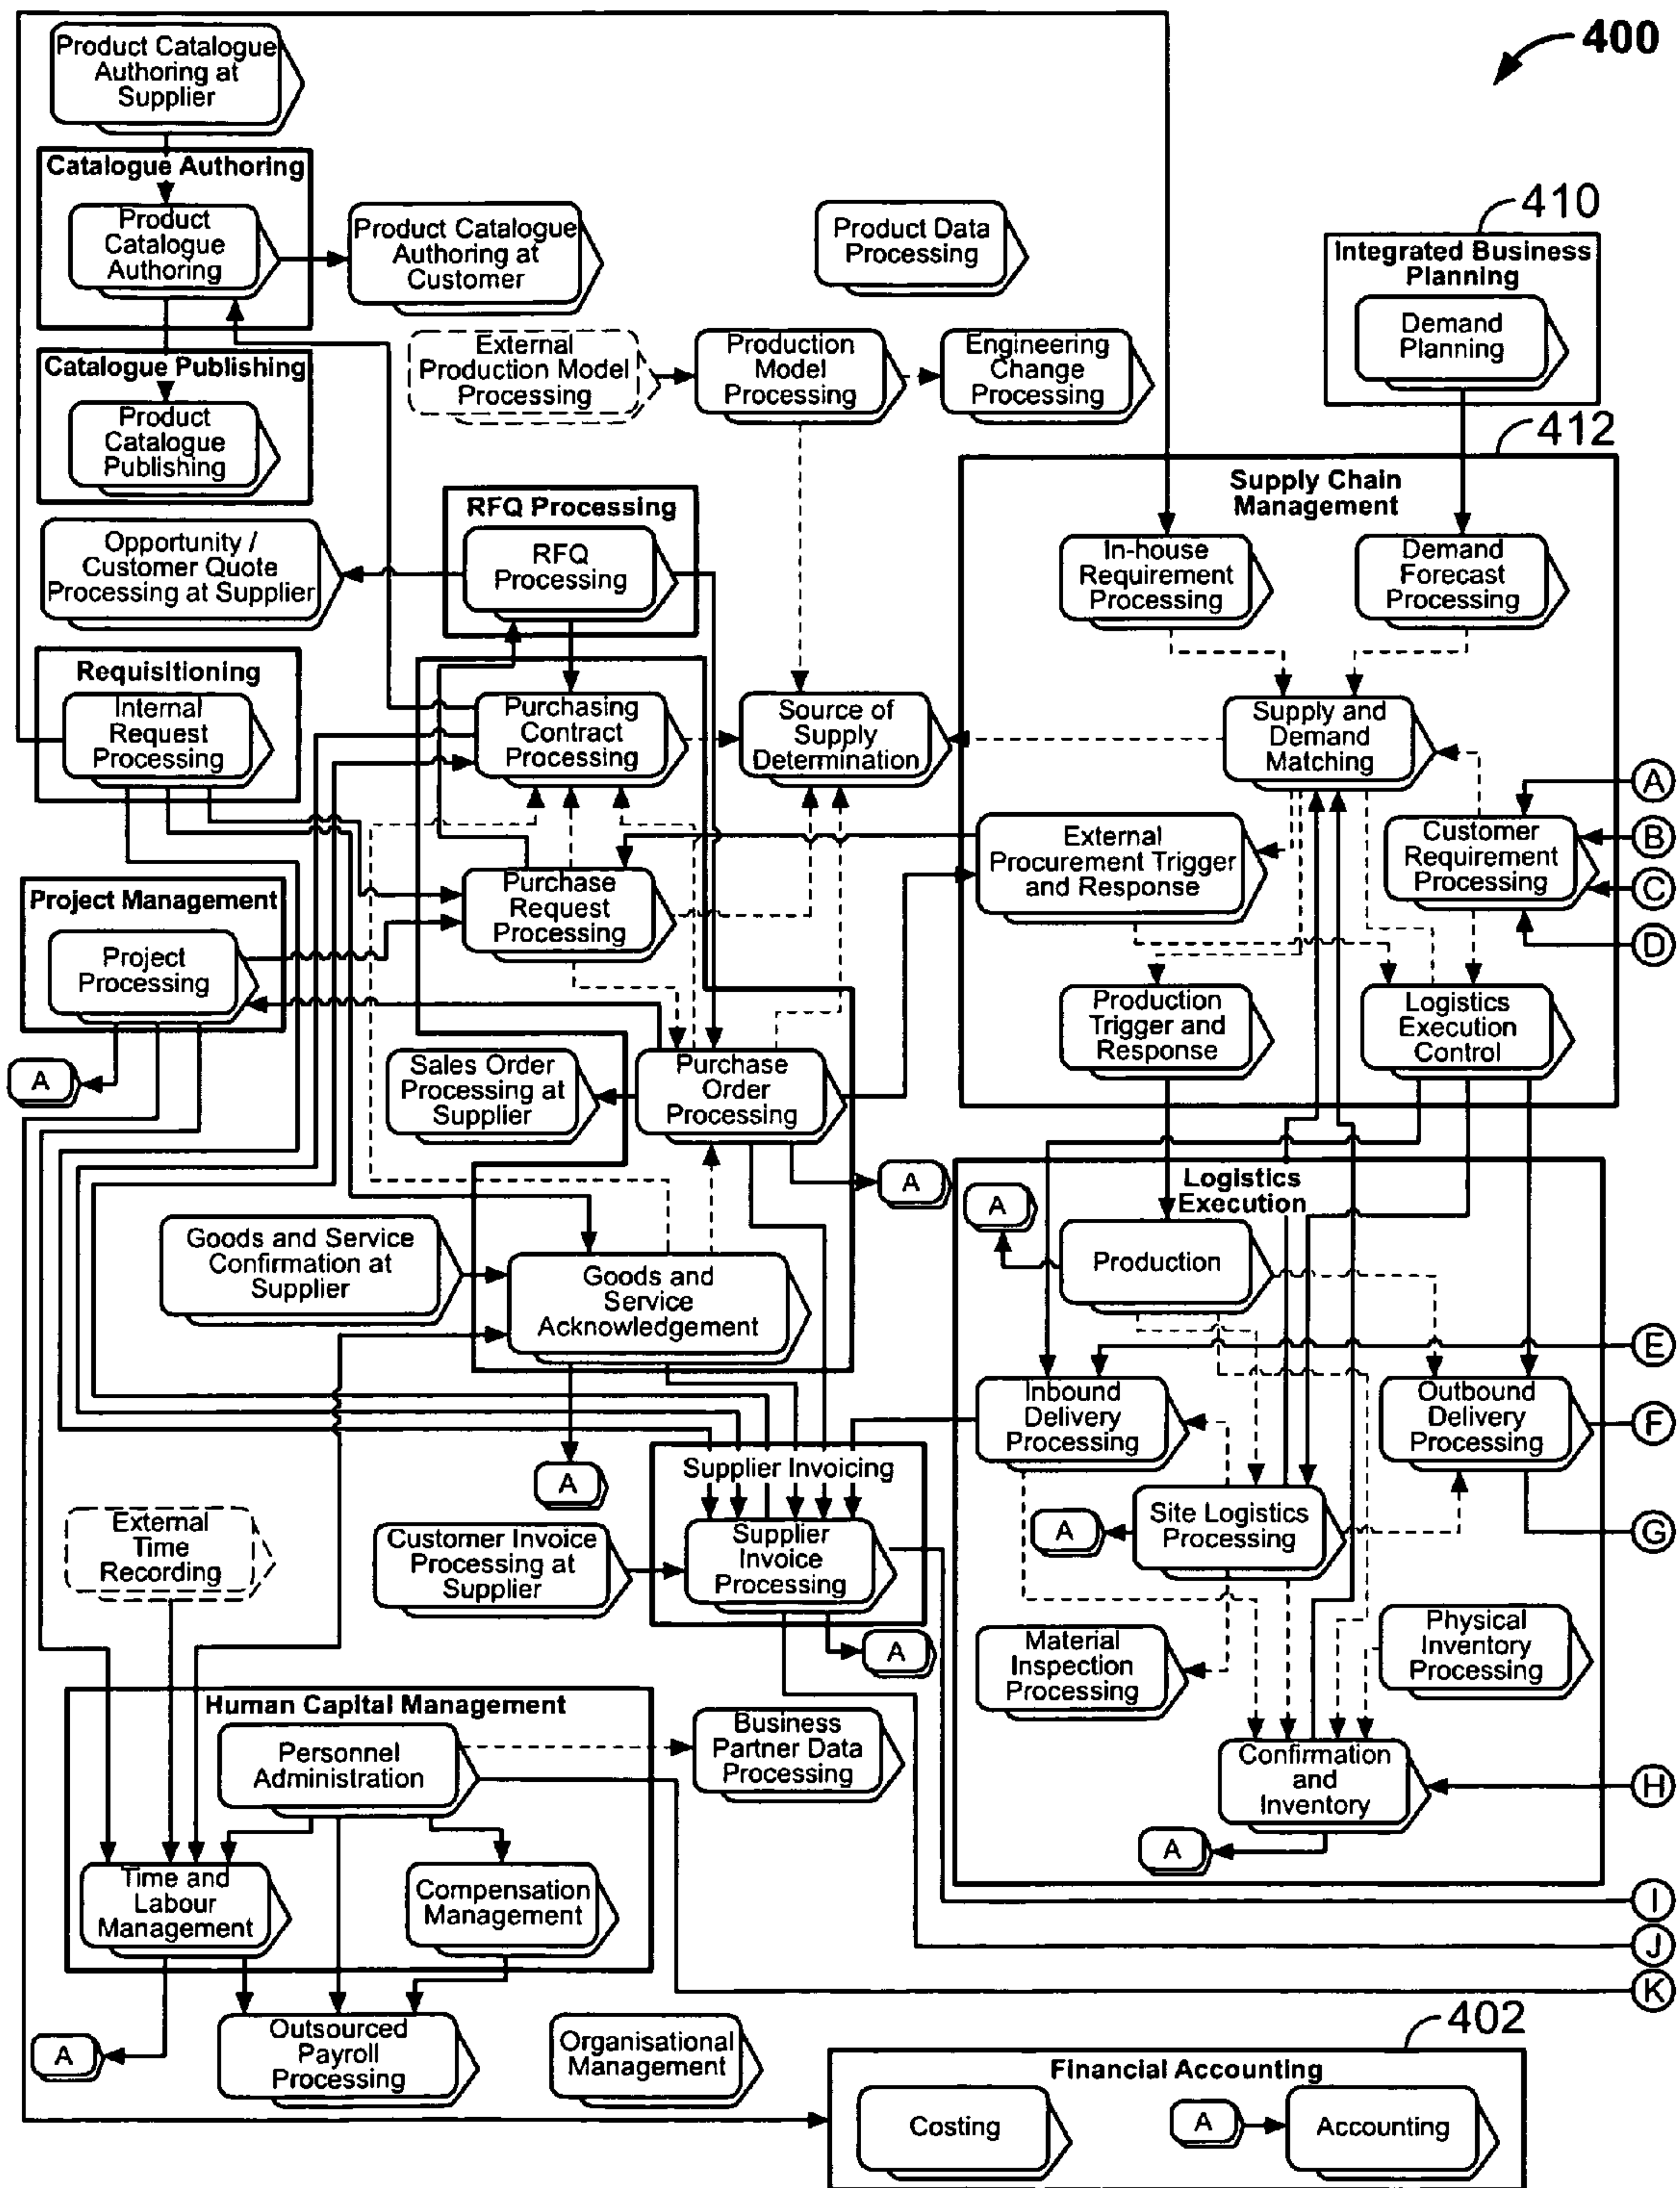 400
Product Catalogue
Authoring at
Supplier
Catalogue Authoring
Product
Catalogue
Authoring
Product Catalogue
Authoring at
Customer
Product Data
Processing
410
Integrated Business
Planning
Demand
Planning
External
Production Model
Processing
Production
Model
Processing
Engineering
Change
Processing
Catalogue Publishing
Product
Catalogue
Publishing
412
Supply Chain
Management
RFQ Processing
RFQ
Processing
Opportunity /
Customer Quote
Processing at Supplier
In-house
Requirement
Processing
Demand
Forecast
Processing
Requisitioning
Internal
Request
Processing
Purchasing
Contract
Processing
Source of
Supply
Determination
Supply and
Demand
Matching
A
B
C
D
External
Procurement Trigger
and Response
Customer
Requirement
Processing
Purchase
Request
Processing
Project Management
Project
Processing
Production
Trigger and
Response
Logistics
Execution
Control
A
Sales Order
Processing at
Supplier
Purchase
Order
Processing
A
Logistics
Execution
A
Production
Goods and Service
Confirmation at
Supplier
Goods and
Service
Acknowledgement
E
Inbound
Delivery
Processing
Outbound
Delivery
Processing
F
A
Supplier Invoicing
Site Logistics
Processing
A
G
External
Time
Recording
Customer Invoice
Processing at
Supplier
Supplier
Invoice
Processing
A
Material
Inspection
Processing
Physical
Inventory
Processing
Human Capital Management
Personnel
Administration
Business
Partner Data
Processing
Confirmation
and
Inventory
H
A
Time and
Labour
Management
Compensation
Management
I
J
K
A
Outsourced
Payroll
Processing
Organisational
Management
402
Financial Accounting
Costing
A
Accounting